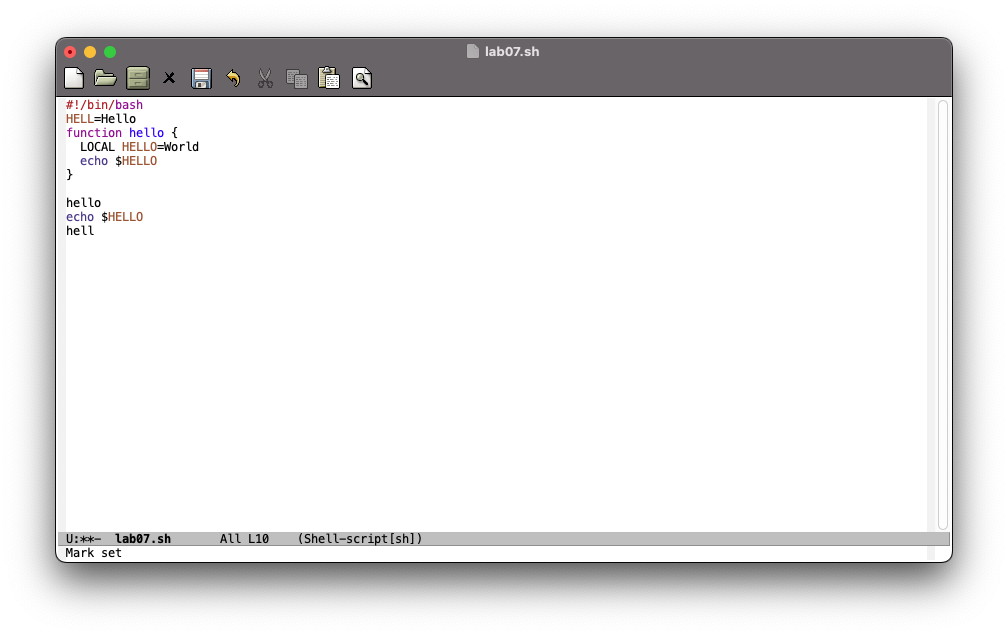 lab07.sh
#!/bin/bash
HELL=Hello
function hello {
  LOCAL HELLO=World
  echo $HELLO
}
hello
echo $HELLO
hell
U:**-  lab07.sh       All L10    (Shell-script[sh])
Mark set